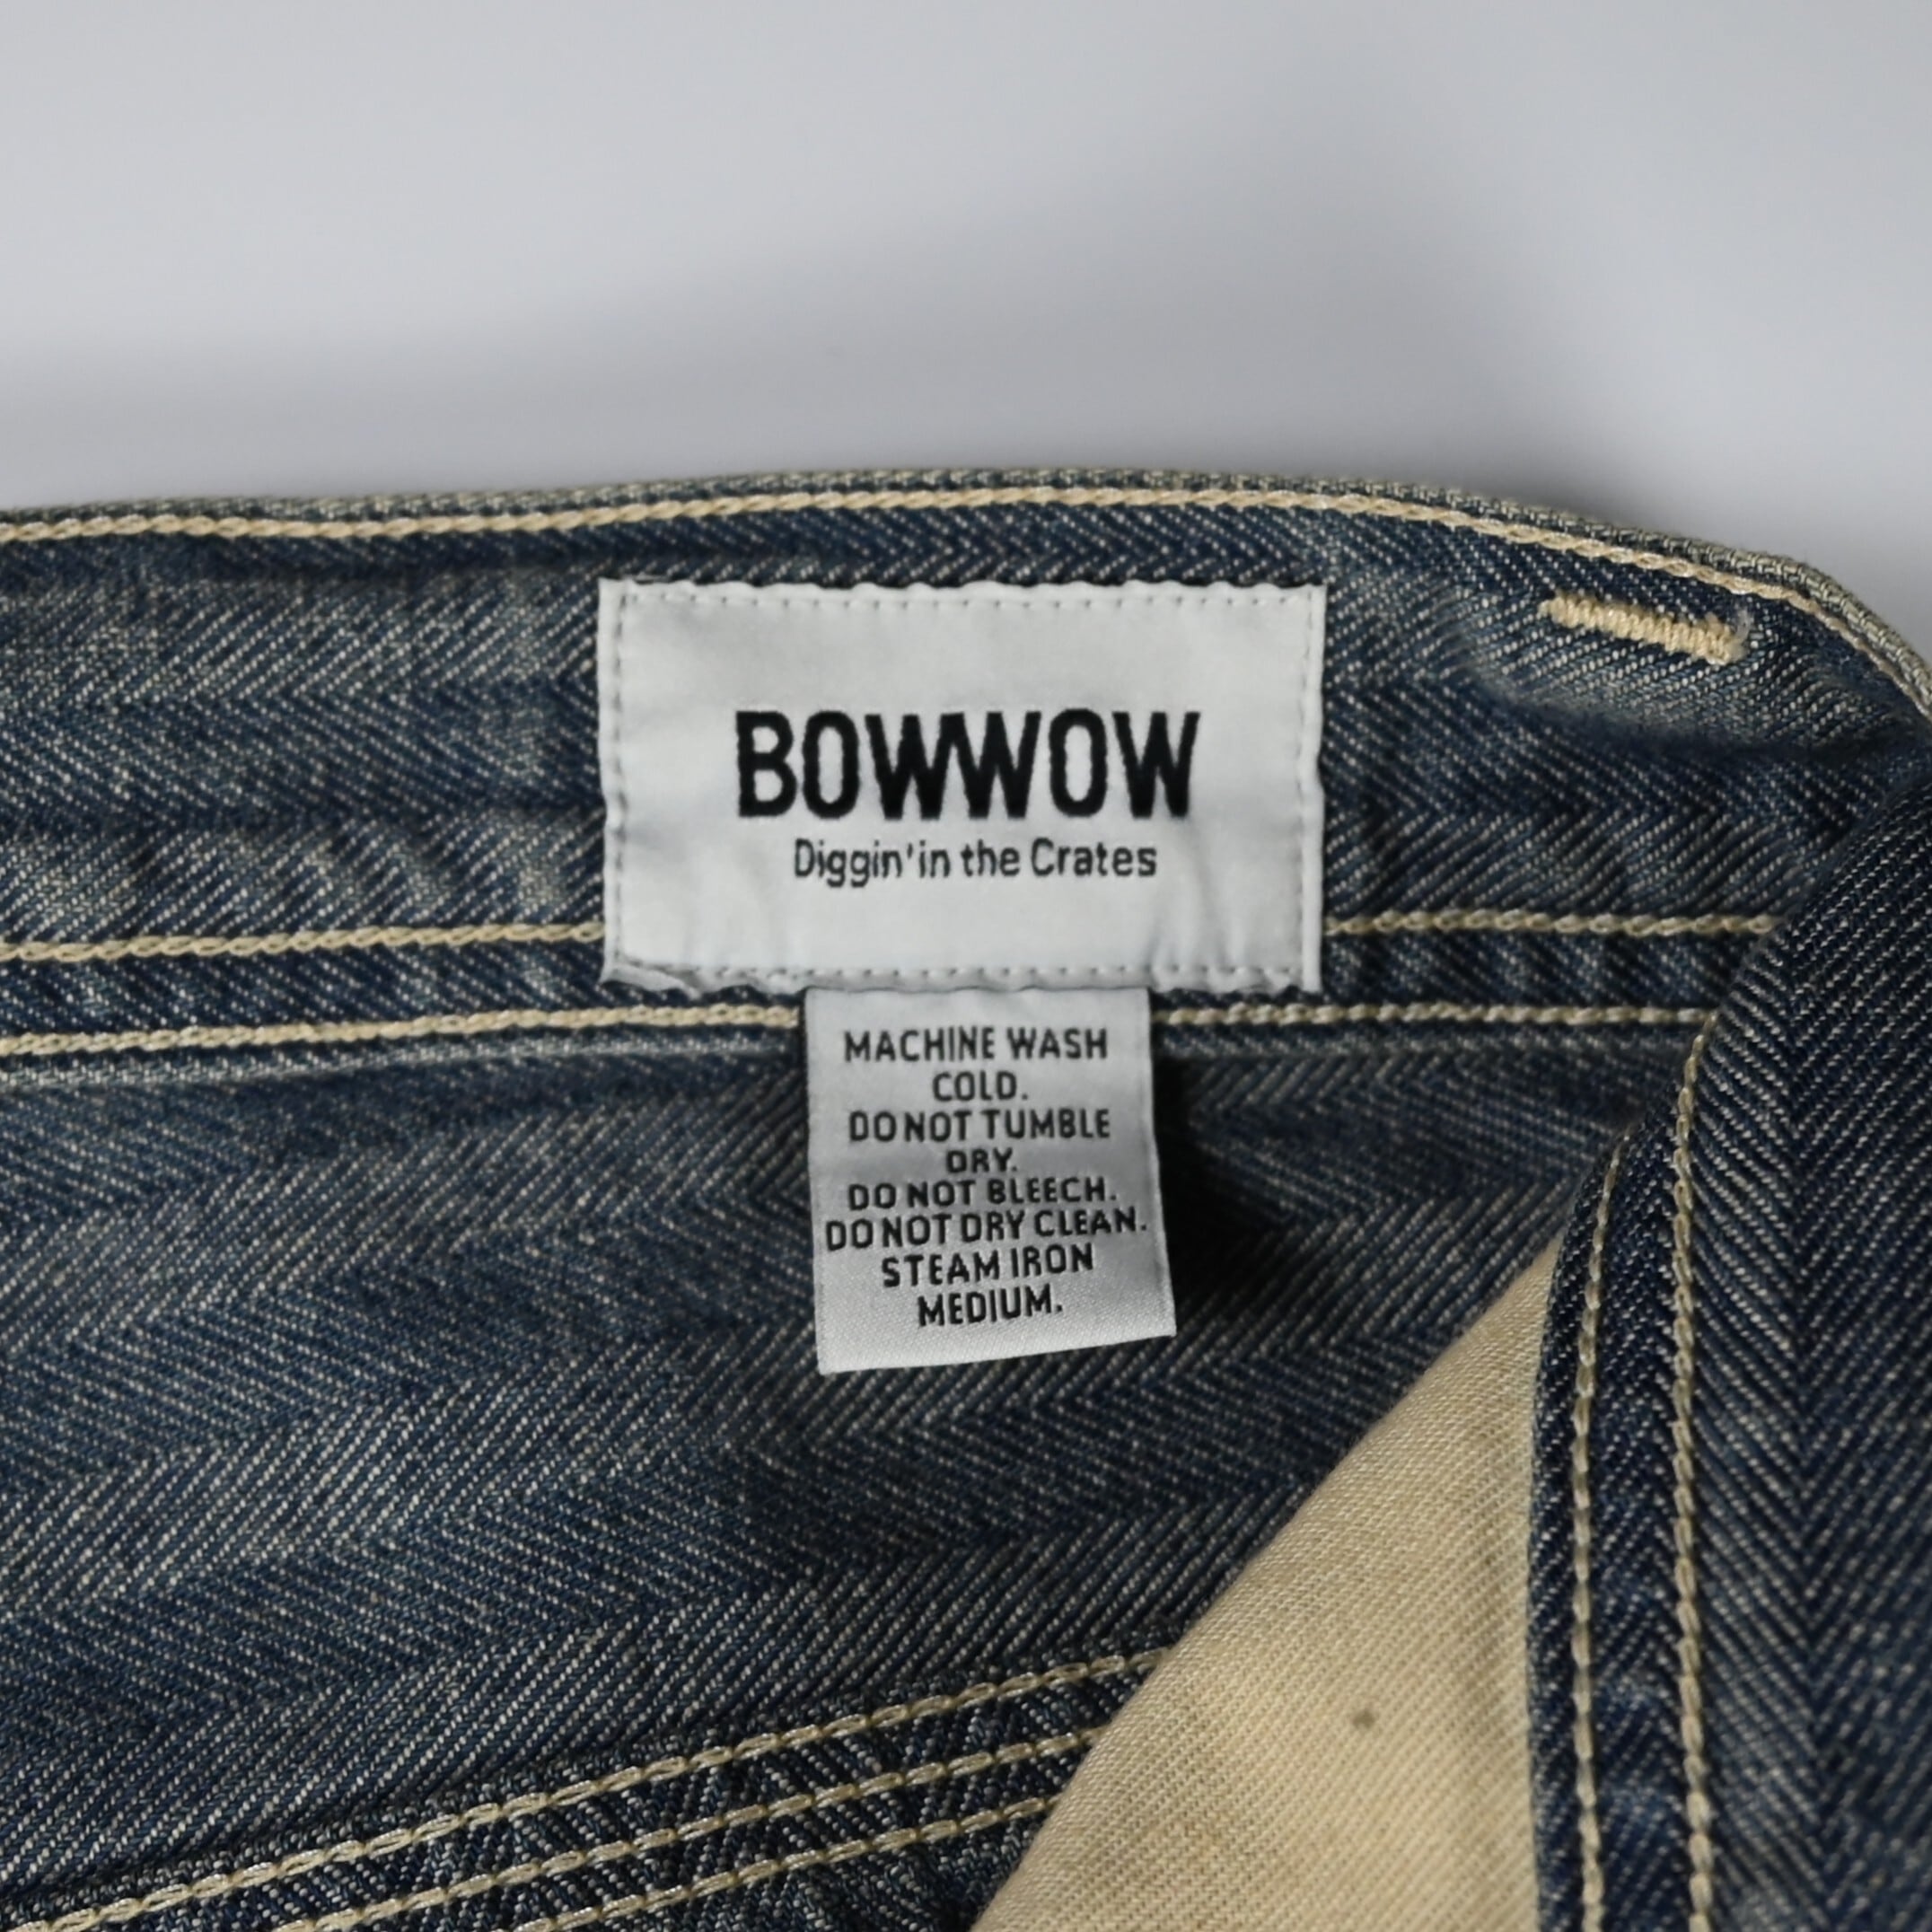 BOWWOW
Diggin' in the Crates
MACHINE WASH
COLD.
DO NOT TUMBLE
DRY.
DO NOT BLEECH.
DO NOT DRY CLEAN.
STEAM IRON
MEDIUM.